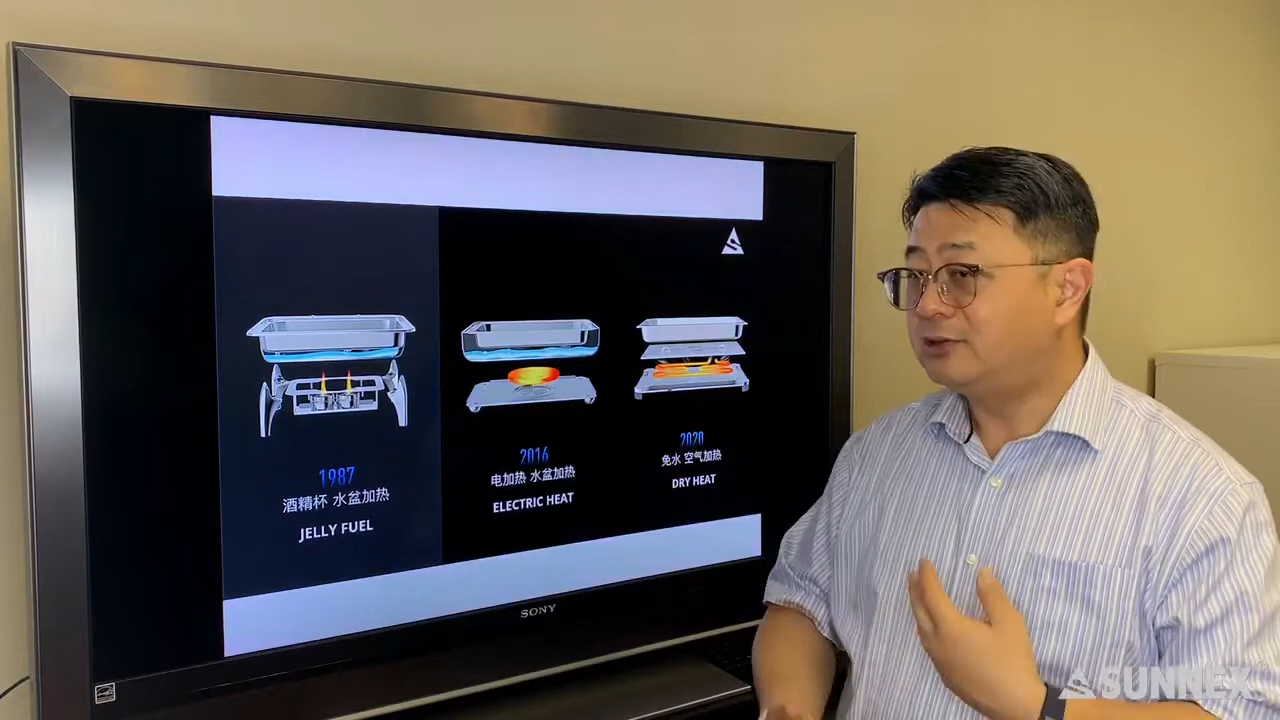 1987
酒精杯 水盆加热
JELLY FUEL
2016
电加热 水盆加热
ELECTRIC HEAT
2020
免水 空气加热
DRY HEAT
SONY
SUNNEX